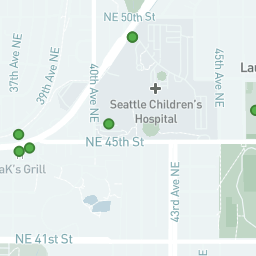 NE 50th St
37th Ave NE
39th Ave NE
40th Ave NE
45th Ave NE
Lau
Seattle Children's
Hospital
NE 45th St
aK's Grill
43rd Ave NE
NE 41st St